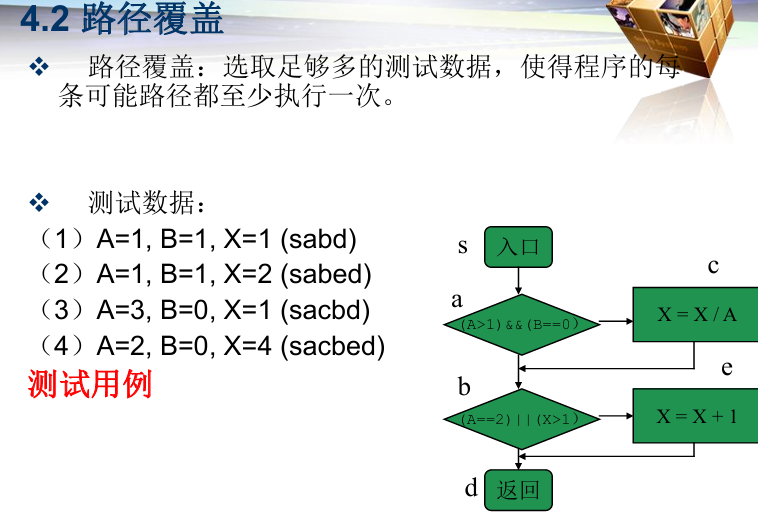 4.2 路径覆盖
路径覆盖：选取足够多的测试数据，使得程序的每
条可能路径都至少执行一次。
测试数据：
（1）A=1, B=1, X=1 (sabd)
（2）A=1, B=1, X=2 (sabed)
（3）A=3, B=0, X=1 (sacbd)
（4）A=2, B=0, X=4 (sacbed)
测试用例
s
入口
c
a
(A>1)&&(B==0)
X = X / A
e
b
(A==2)||(X>1)
X = X + 1
d
返回